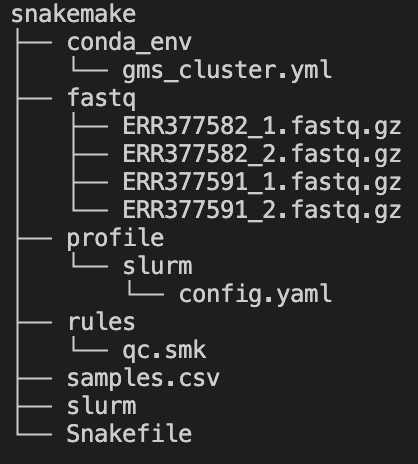 snakemake
├── conda_env
│   └── gms_cluster.yml
├── fastq
│   ├── ERR377582_1.fastq.gz
│   ├── ERR377582_2.fastq.gz
│   ├── ERR377591_1.fastq.gz
│   └── ERR377591_2.fastq.gz
├── profile
│   └── slurm
│       └── config.yaml
├── rules
│   └── qc.smk
├── samples.csv
├── slurm
└── Snakefile